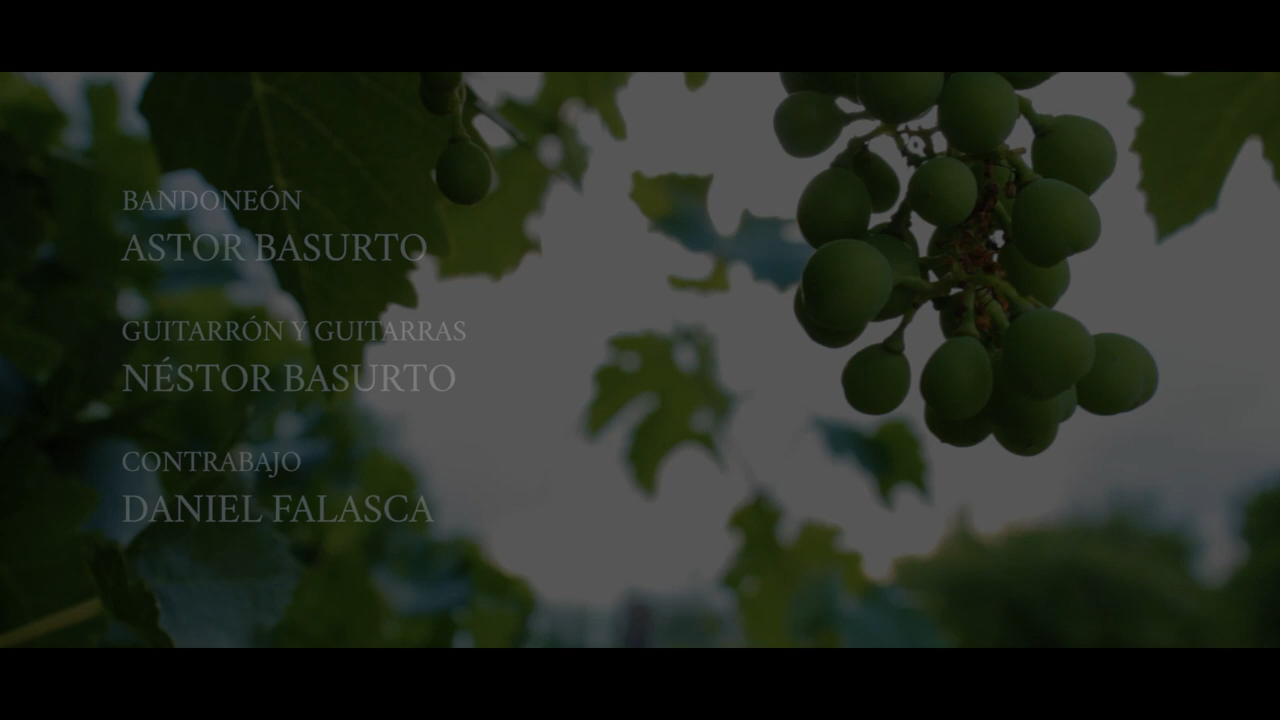 BANDONEÓN
ASTOR BASURTO
GUITARRÓN Y GUITARRAS
NÉSTOR BASURTO
CONTRABAJO
DANIEL FALASCA